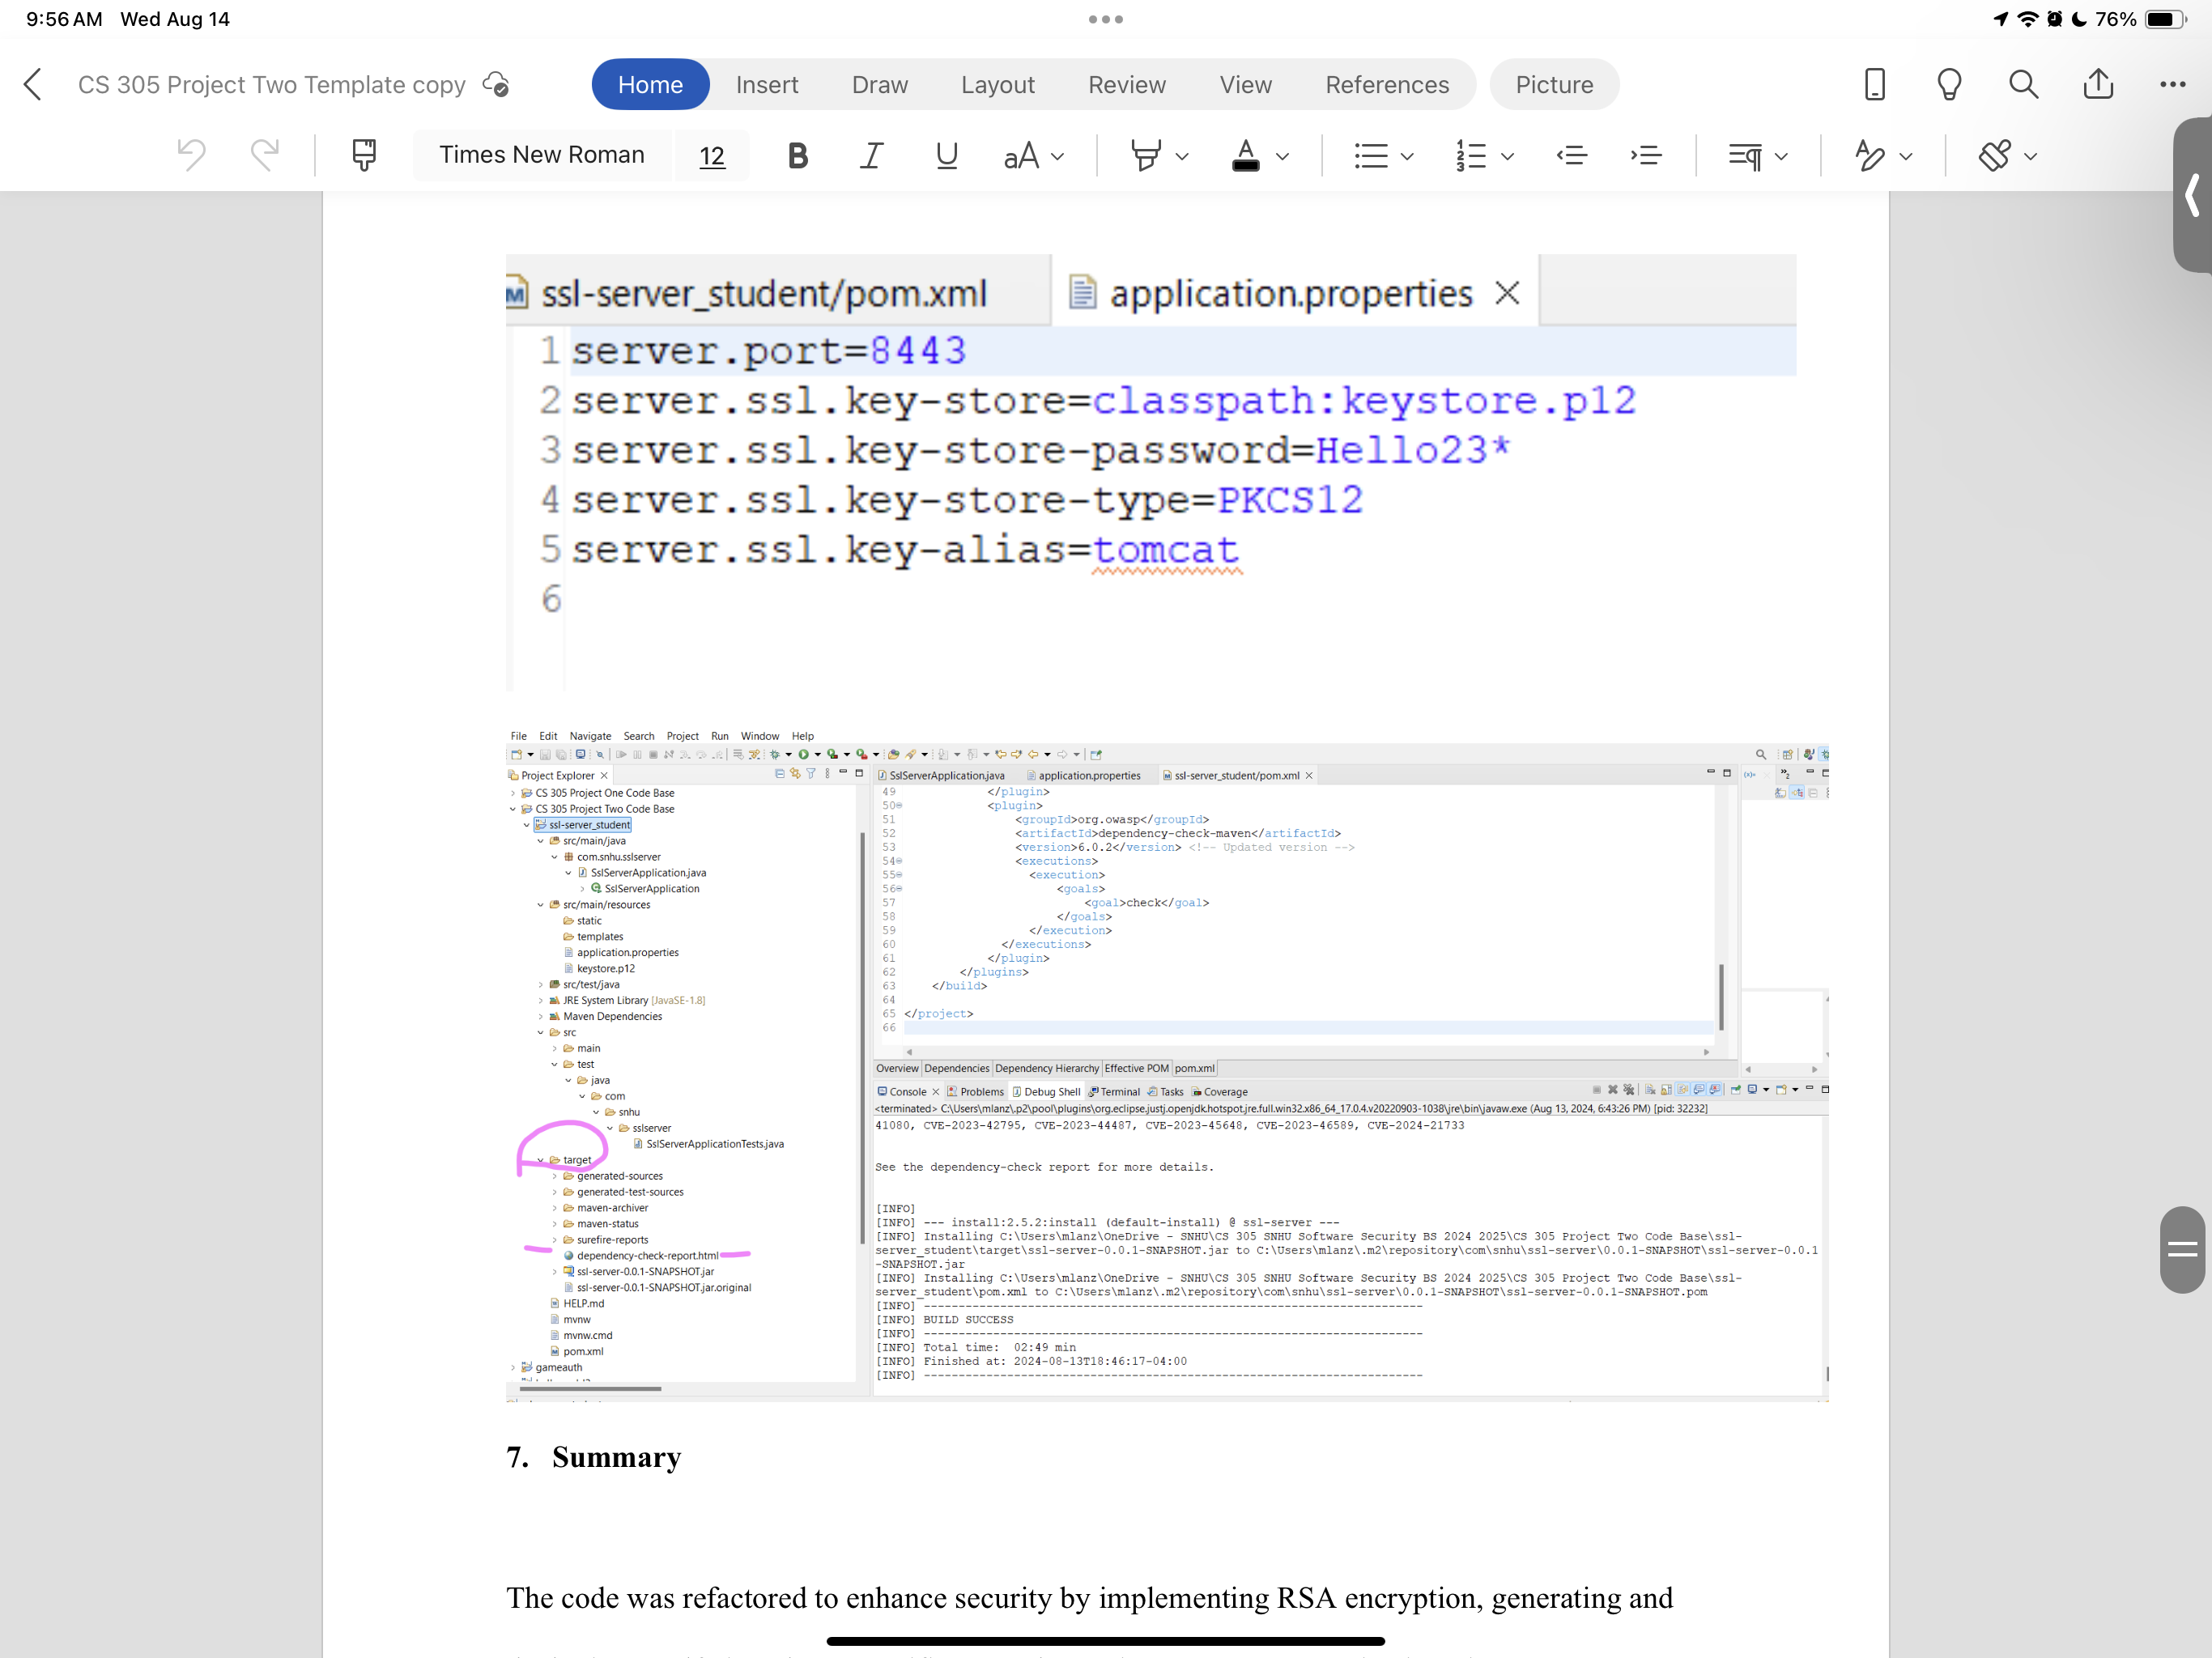 9:56 AM Wed Aug 14
76%
CS 305 Project Two Template copy
Home Insert Draw Layout Review View References Picture
Times New Roman 12 B I U aA A
ssl-server_student/pom.xml application.properties
1 server.port=8443
2 server.ssl.key-store=classpath:keystore.p12
3 server.ssl.key-store-password=Hello23*
4 server.ssl.key-store-type=PKCS12
5 server.ssl.key-alias=tomcat
6
File Edit Navigate Search Project Run Window Help
Project Explorer
CS 305 Project One Code Base
CS 305 Project Two Code Base
ssl-server_student
src/main/java
com.snhu.sslserver
SslServerApplication.java
SslServerApplication
src/main/resources
static
templates
application.properties
keystore.p12
src/test/java
JRE System Library [JavaSE-1.8]
Maven Dependencies
src
main
test
java
com
snhu
sslserver
SslServerApplicationTests.java
target
generated-sources
generated-test-sources
maven-archiver
maven-status
surefire-reports
dependency-check-report.html
ssl-server-0.0.1-SNAPSHOT.jar
ssl-server-0.0.1-SNAPSHOT.jar.original
HELP.md
mvnw
mvnw.cmd
pom.xml
gameauth
SslServerApplication.java application.properties ssl-server_student/pom.xml
49 </plugin>
50 <plugin>
51 <groupId>org.owasp</groupId>
52 <artifactId>dependency-check-maven</artifactId>
53 <version>6.0.2</version> <!-- Updated version -->
54 <executions>
55 <execution>
56 <goals>
57 <goal>check</goal>
58 </goals>
59 </execution>
60 </executions>
61 </plugin>
62 </plugins>
63 </build>
64
65 </project>
66
Overview Dependencies Dependency Hierarchy Effective POM pom.xml
Console Problems Debug Shell Terminal Tasks Coverage
<terminated> C:\Users\mlanz\.p2\pool\plugins\org.eclipse.justj.openjdk.hotspot.jre.full.win32.x86_64_17.0.4.v20220903-1038\jre\bin\javaw.exe (Aug 13, 2024, 6:43:26 PM) [pid: 32232]
41080, CVE-2023-42795, CVE-2023-44487, CVE-2023-45648, CVE-2023-46589, CVE-2024-21733
See the dependency-check report for more details.
[INFO]
[INFO] --- install:2.5.2:install (default-install) @ ssl-server ---
[INFO] Installing C:\Users\mlanz\OneDrive - SNHU\CS 305 SNHU Software Security BS 2024 2025\CS 305 Project Two Code Base\ssl-
server_student\target\ssl-server-0.0.1-SNAPSHOT.jar to C:\Users\mlanz\.m2\repository\com\snhu\ssl-server\0.0.1-SNAPSHOT\ssl-server-0.0.1
-SNAPSHOT.jar
[INFO] Installing C:\Users\mlanz\OneDrive - SNHU\CS 305 SNHU Software Security BS 2024 2025\CS 305 Project Two Code Base\ssl-
server_student\pom.xml to C:\Users\mlanz\.m2\repository\com\snhu\ssl-server\0.0.1-SNAPSHOT\ssl-server-0.0.1-SNAPSHOT.pom
[INFO] ------------------------------------------------------------------------
[INFO] BUILD SUCCESS
[INFO] ------------------------------------------------------------------------
[INFO] Total time: 02:49 min
[INFO] Finished at: 2024-08-13T18:46:17-04:00
[INFO] ------------------------------------------------------------------------
7. Summary
The code was refactored to enhance security by implementing RSA encryption, generating and